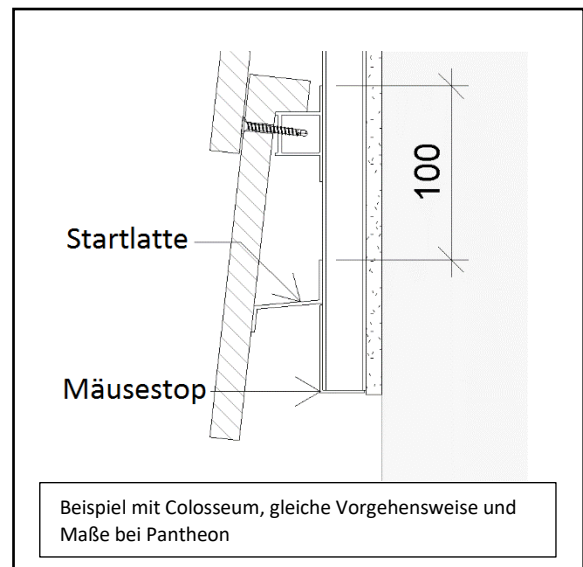 100
Startlatte
Mäusestop
Beispiel mit Colosseum, gleiche Vorgehensweise und
Maße bei Pantheon